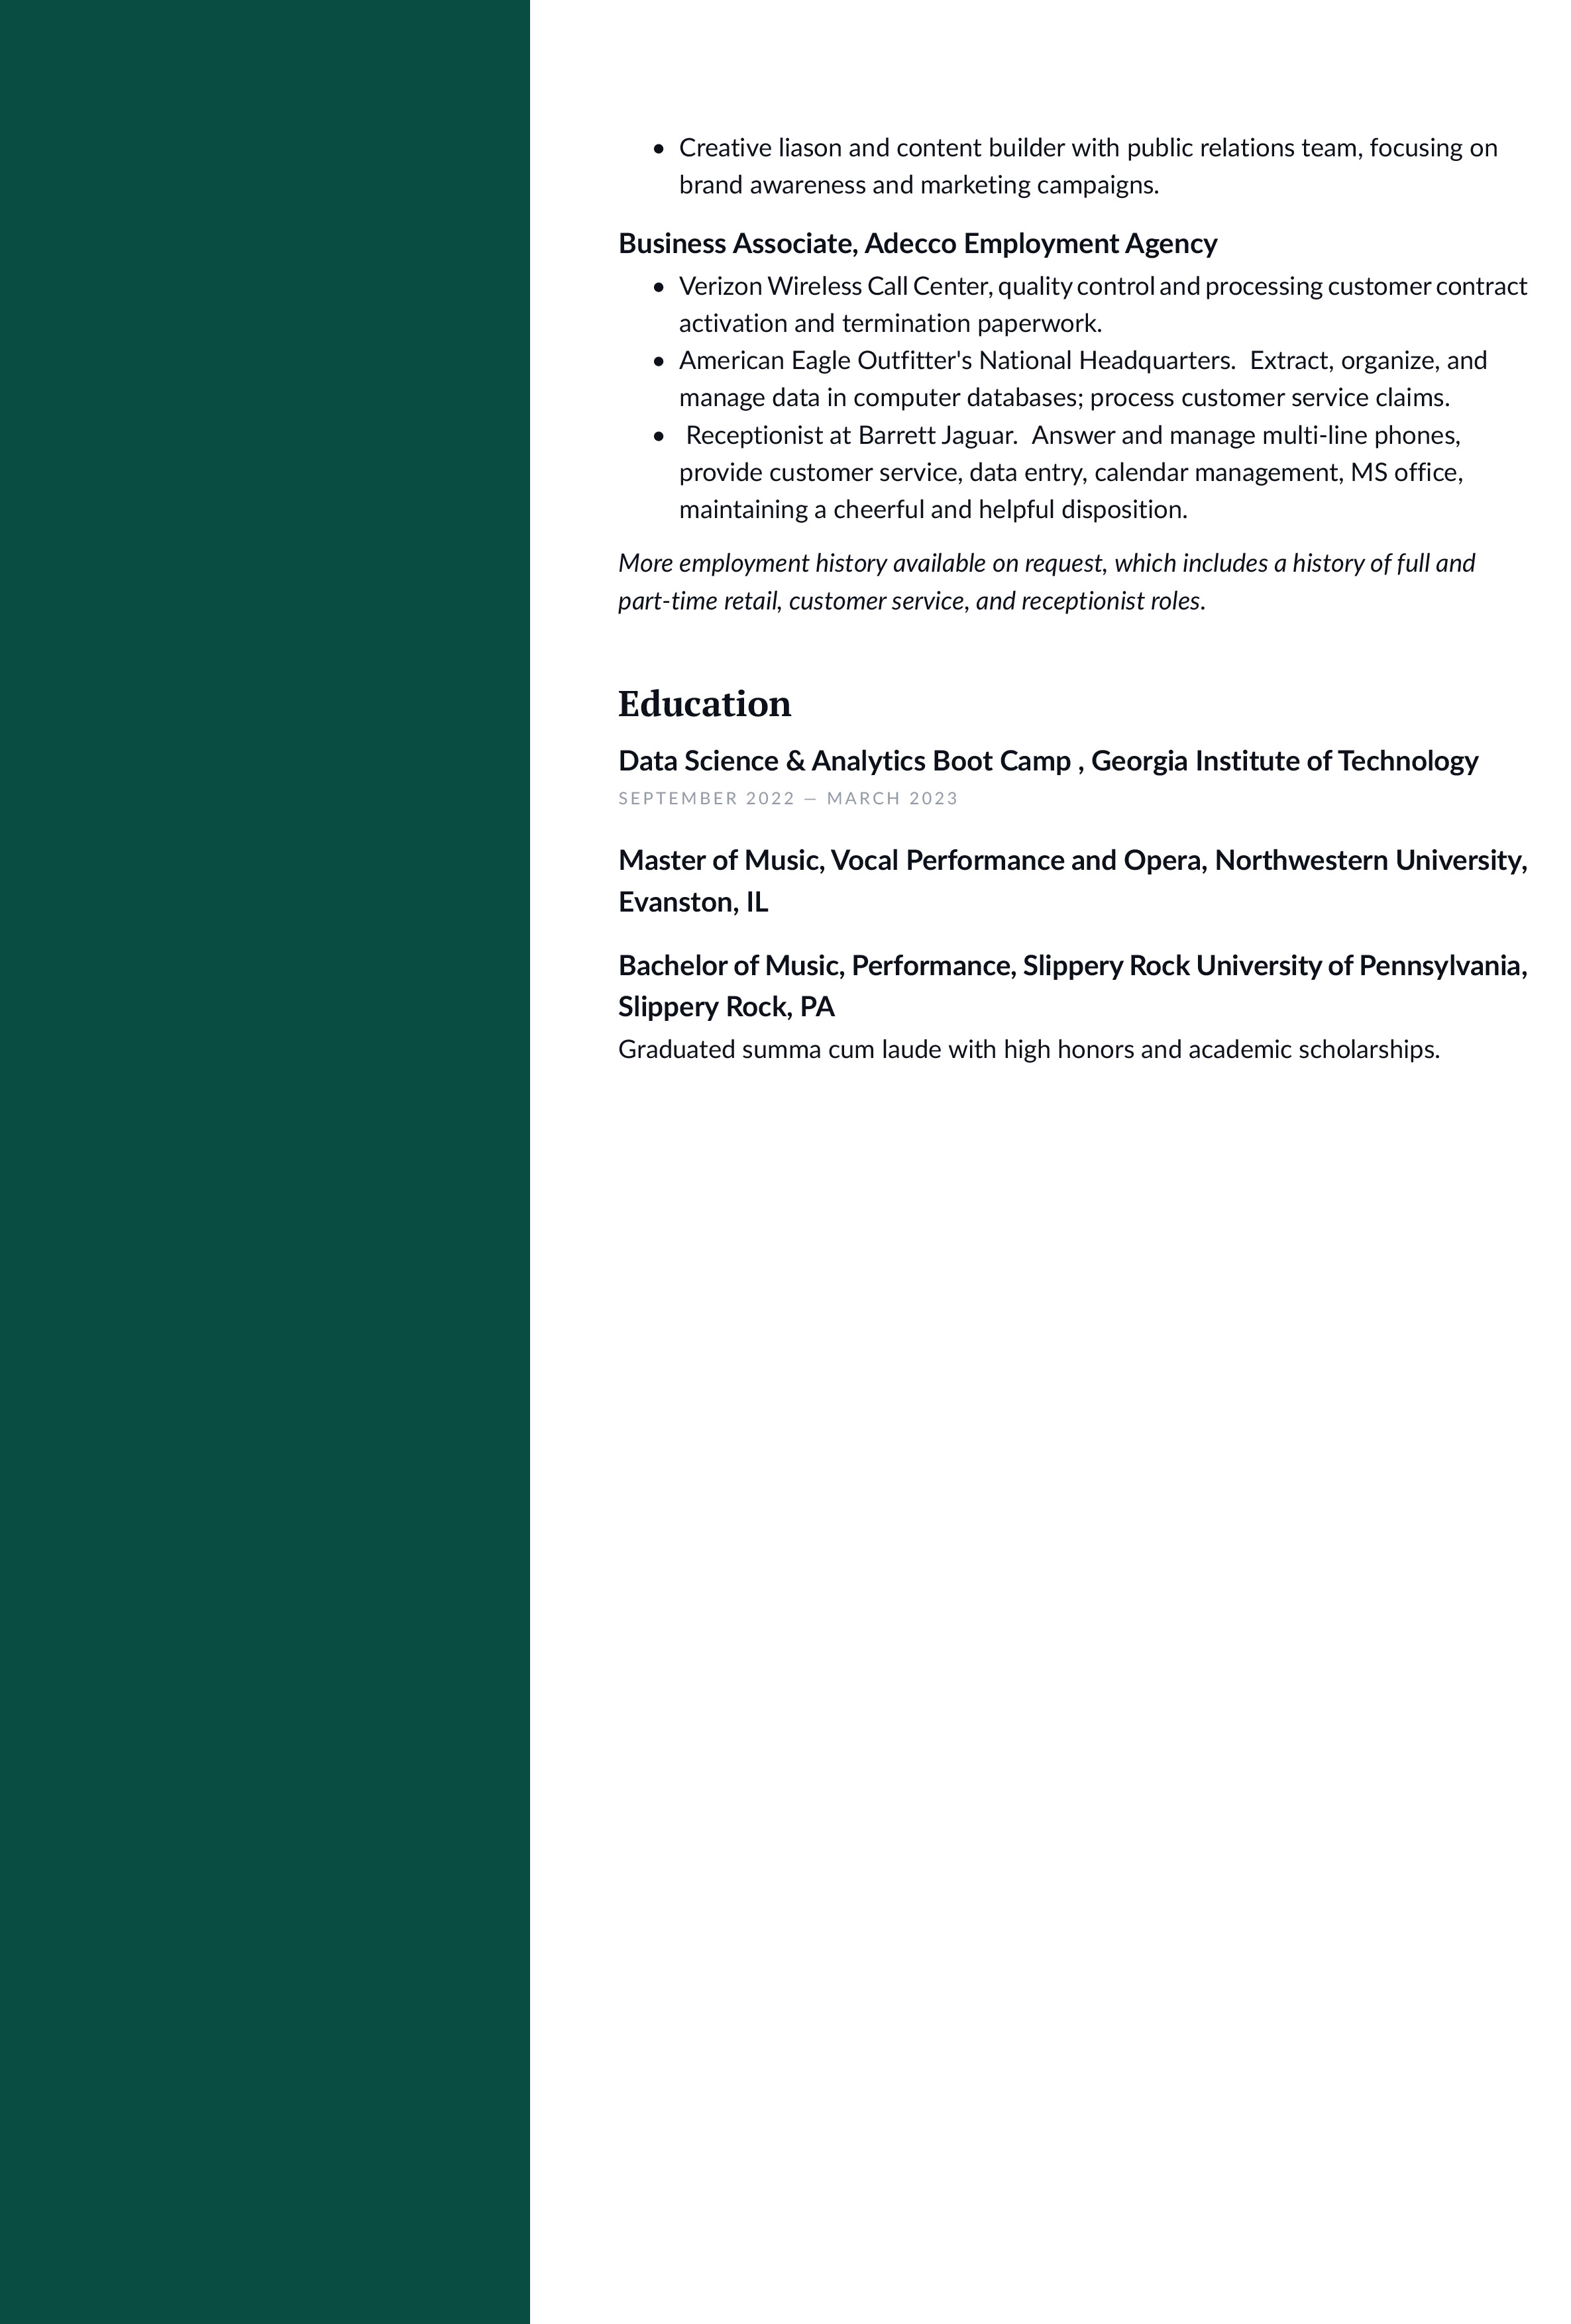 • Creative liason and content builder with public relations team, focusing on
brand awareness and marketing campaigns.
Business Associate, Adecco Employment Agency
• Verizon Wireless Call Center, quality control and processing customer contract
activation and termination paperwork.
• American Eagle Outfitter's National Headquarters.  Extract, organize, and
manage data in computer databases; process customer service claims.
•  Receptionist at Barrett Jaguar.  Answer and manage multi-line phones,
provide customer service, data entry, calendar management, MS office,
maintaining a cheerful and helpful disposition.
More employment history available on request, which includes a history of full and
part-time retail, customer service, and receptionist roles.
Education
Data Science & Analytics Boot Camp , Georgia Institute of Technology
SEPTEMBER 2022 — MARCH 2023
Master of Music, Vocal Performance and Opera, Northwestern University,
Evanston, IL
Bachelor of Music, Performance, Slippery Rock University of Pennsylvania,
Slippery Rock, PA
Graduated summa cum laude with high honors and academic scholarships.